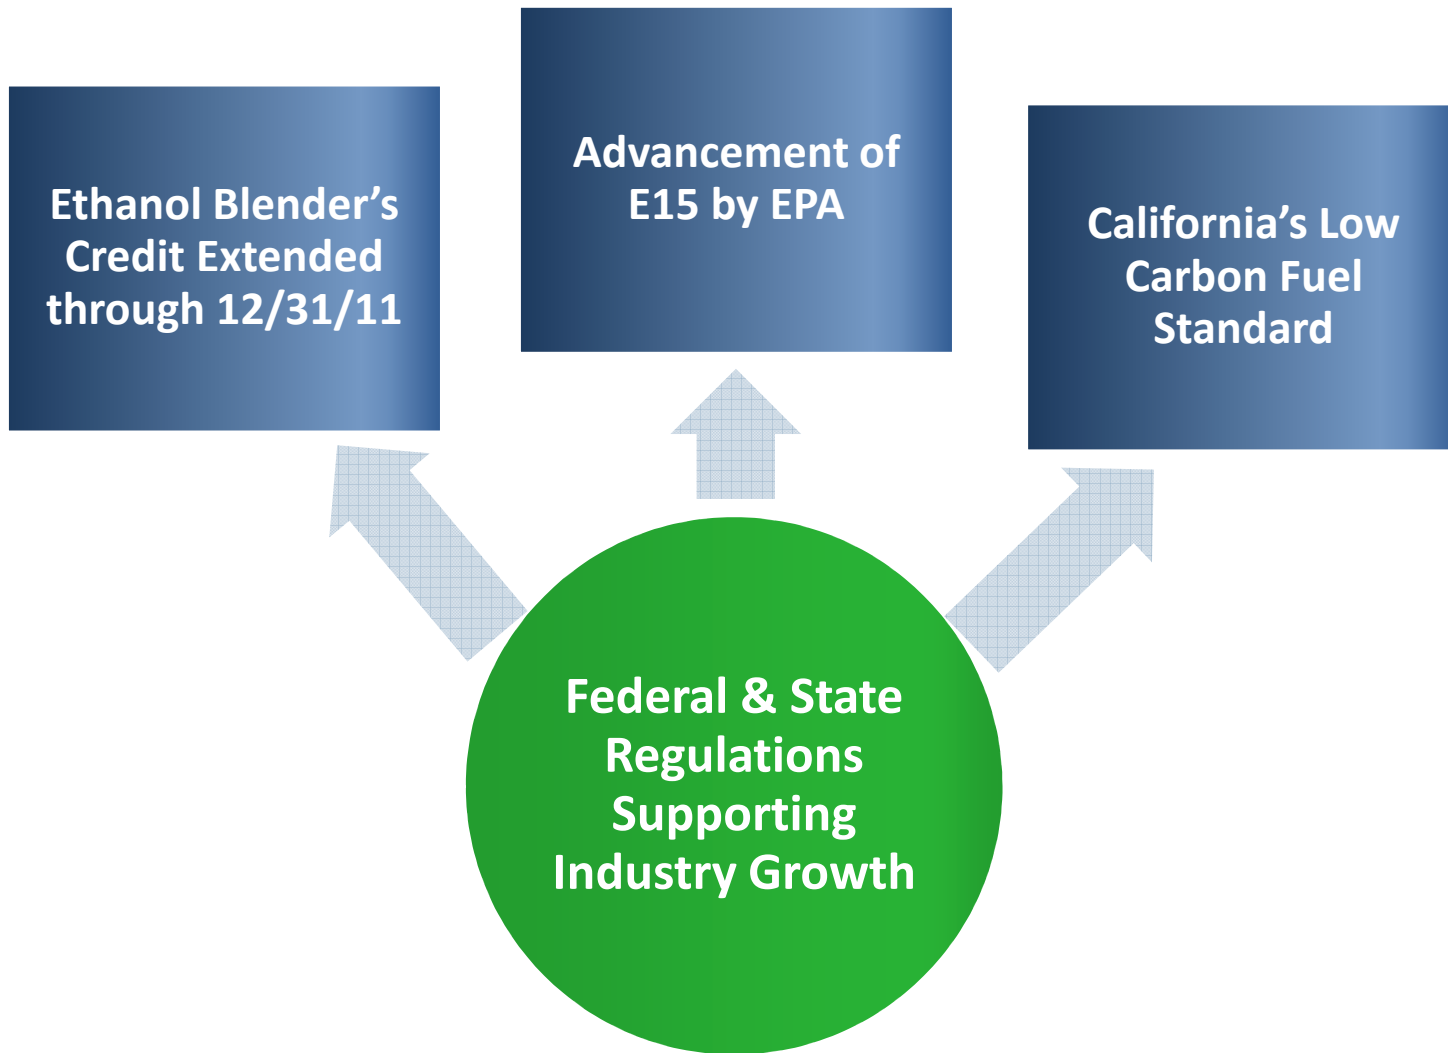 Ethanol Blender’s
Credit Extended
through 12/31/11
Advancement of
E15 by EPA
California’s Low
Carbon Fuel
Standard
Federal & State
Regulations
Supporting
Industry Growth